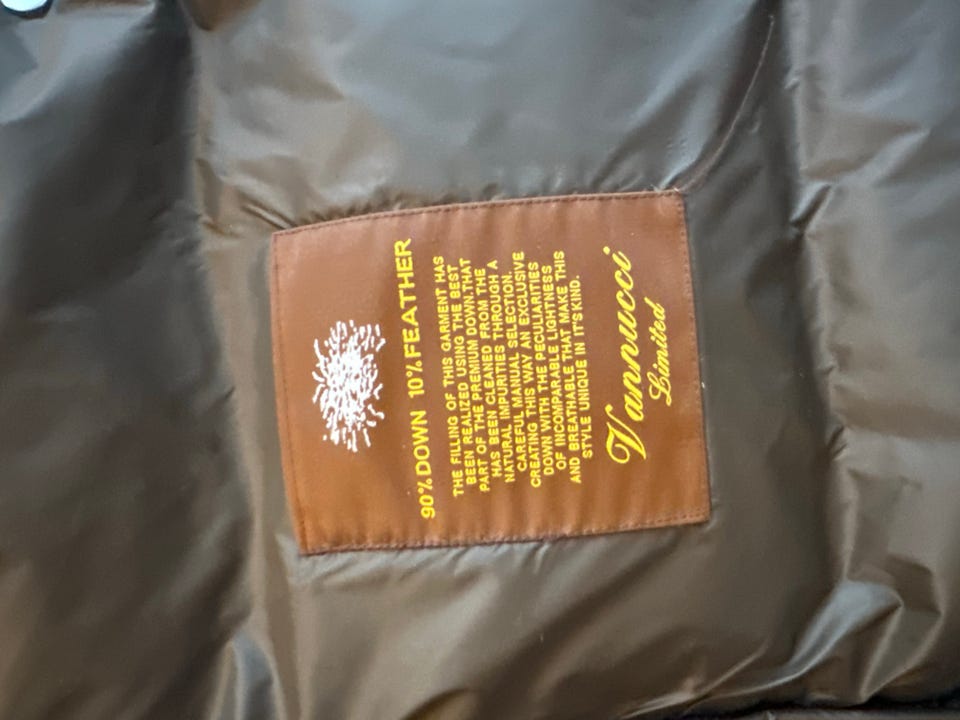 90% DOWN 10% FEATHER
THE FILLING OF THIS GARMENT HAS
BEEN REALIZED USING THE BEST
PART OF THE PREMIUM DOWN.THAT
HAS BEEN CLEANED FROM THE
NATURAL IMPURITIES THROUGH A
CAREFUL MANUAL SELECTION.
CREATING THIS WAY AN EXCLUSIVE
DOWN WITH THE PECULIARITIES
OF INCOMPARABLE LIGHTNESS
AND BREATHABLE THAT MAKE THIS
STYLE UNIQUE IN IT'S KIND.
Vannucci
Limited